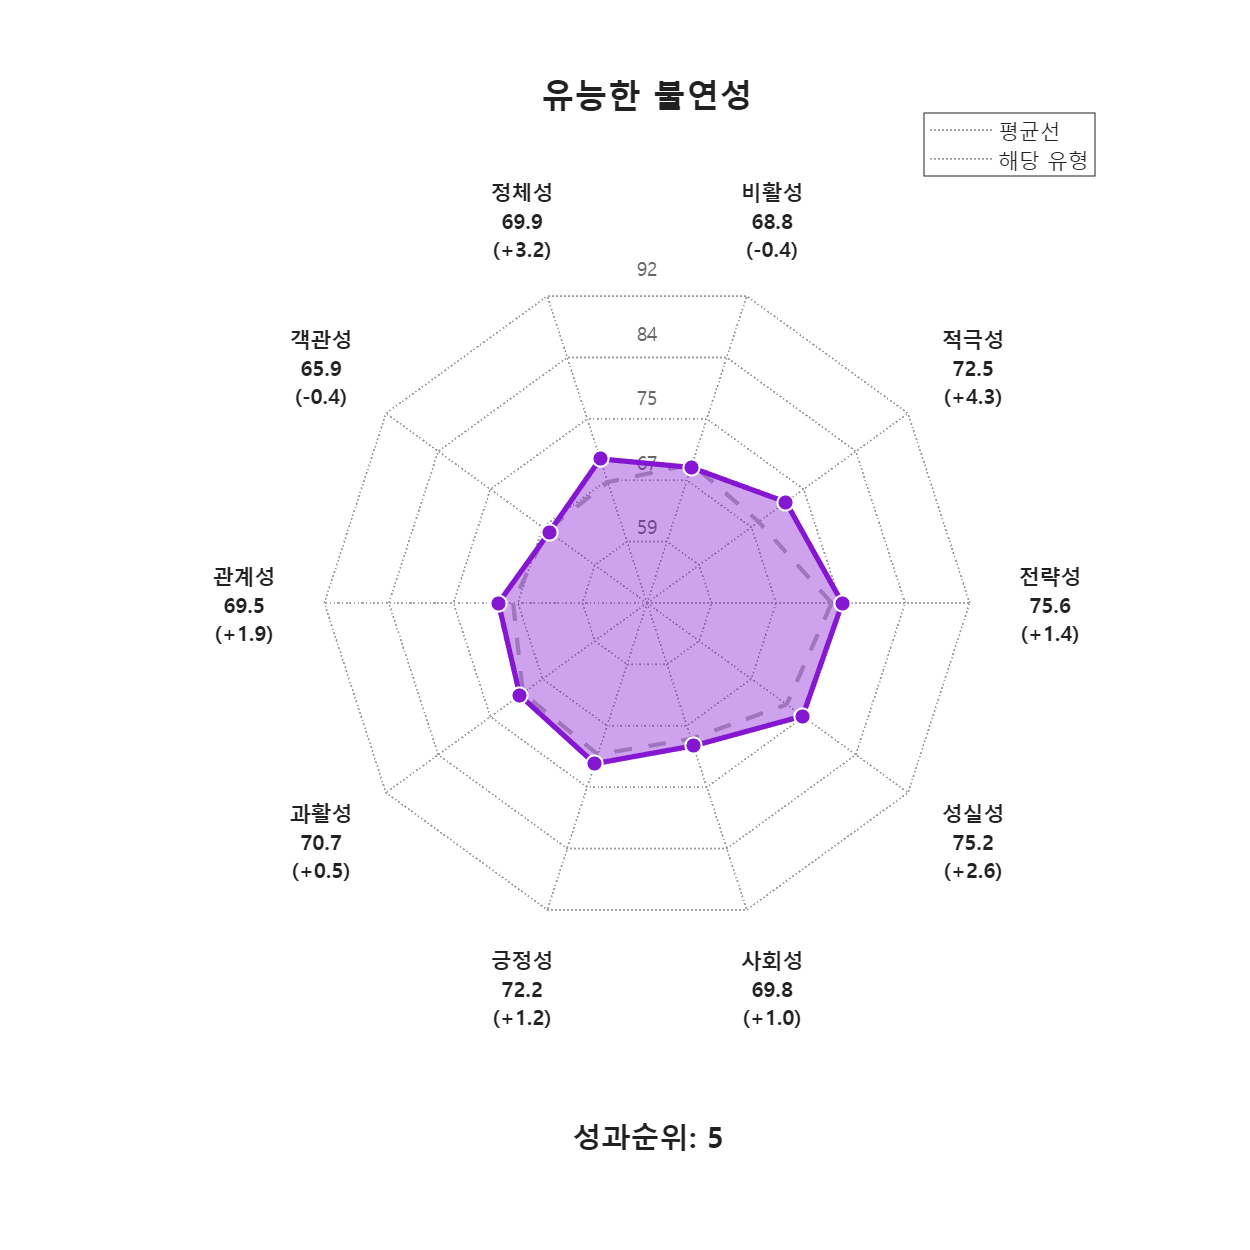 유능한 불연성
평균선
해당 유형
정체성
69.9
(+3.2)
비활성
68.8
(-0.4)
92
84
75
67
59
객관성
65.9
(-0.4)
적극성
72.5
(+4.3)
관계성
69.5
(+1.9)
전략성
75.6
(+1.4)
과활성
70.7
(+0.5)
성실성
75.2
(+2.6)
긍정성
72.2
(+1.2)
사회성
69.8
(+1.0)
성과순위: 5